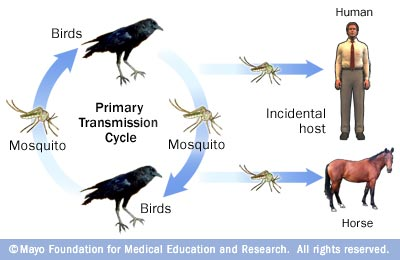 Human
Birds
Primary
Transmission
Cycle
Incidental
host
Mosquito
Mosquito
Birds
Horse
© Mayo Foundation for Medical Education and Research. All rights reserved.